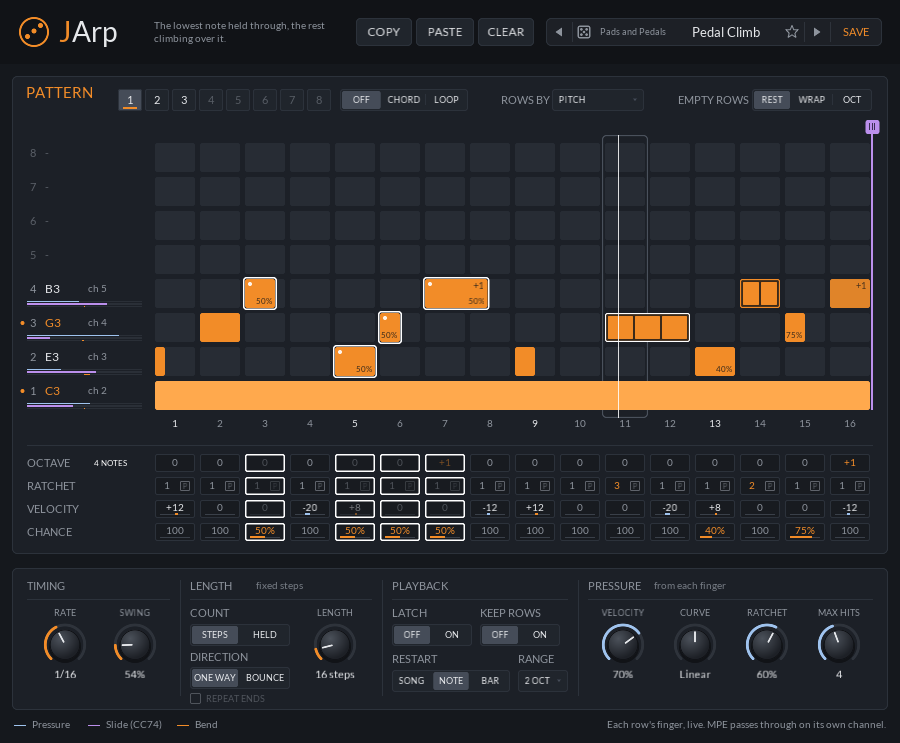 JArp
The lowest note held through, the rest
climbing over it.
COPY PASTE CLEAR
Pads and Pedals Pedal Climb SAVE
PATTERN
1 2 3 4 5 6 7 8
OFF CHORD LOOP
ROWS BY PITCH
EMPTY ROWS REST WRAP OCT
8 -
7 -
6 -
5 -
4 B3 ch 5 50% +1 50% +1
3 G3 ch 4 50% 75%
2 E3 ch 3 50% 40%
1 C3 ch 2
1 2 3 4 5 6 7 8 9 10 11 12 13 14 15 16
OCTAVE 4 NOTES 0 0 0 0 0 0 +1 0 0 0 0 0 0 0 0 +1
RATCHET 1 P 1 P 1 P 1 P 1 P 1 P 1 P 1 P 1 P 1 P 3 P 1 P 1 P 2 P 1 P 1 P
VELOCITY +12 0 0 -20 +8 0 0 -12 +12 0 0 -20 +8 0 0 -12
CHANCE 100 100 50% 100 50% 50% 50% 100 100 100 100 100 40% 100 75% 100
TIMING
RATE SWING
1/16 54%
LENGTH fixed steps
COUNT
STEPS HELD
DIRECTION
ONE WAY BOUNCE
REPEAT ENDS
LENGTH
16 steps
PLAYBACK
LATCH KEEP ROWS
OFF ON OFF ON
RESTART RANGE
SONG NOTE BAR 2 OCT
PRESSURE from each finger
VELOCITY CURVE RATCHET MAX HITS
70% Linear 60% 4
Pressure Slide (CC74) Bend
Each row's finger, live. MPE passes through on its own channel.